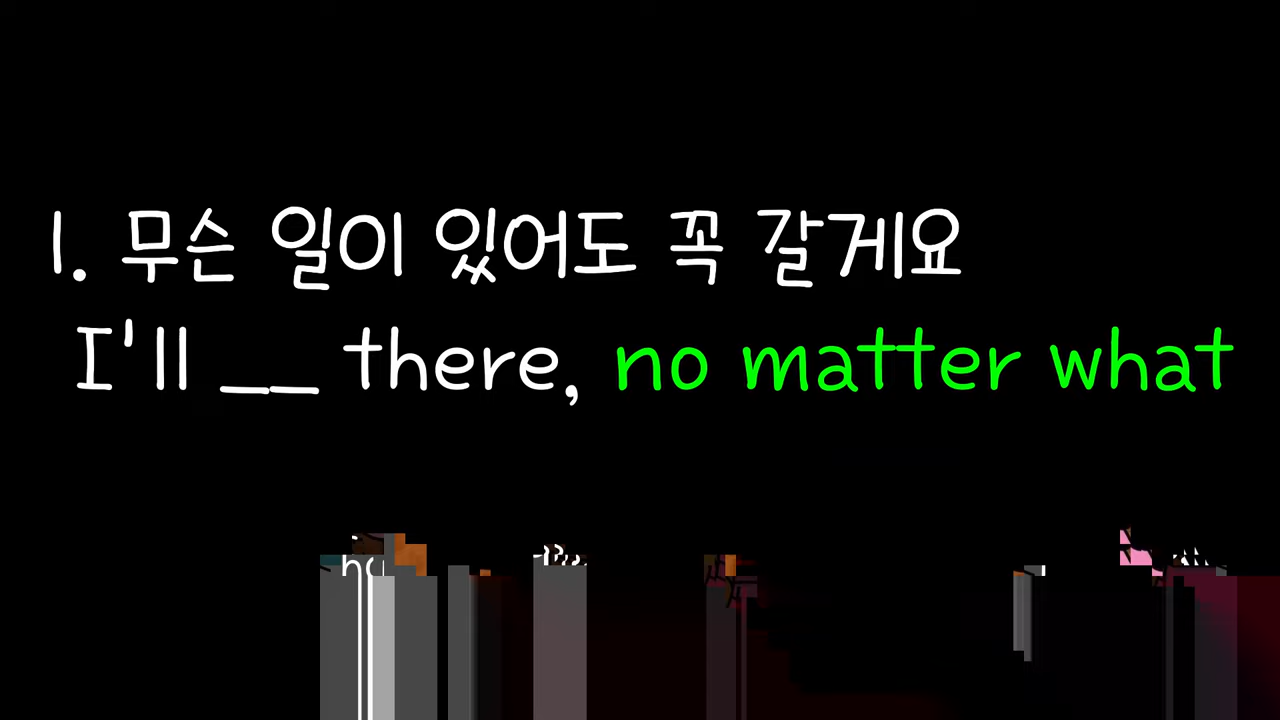 1. 무슨 일이 있어도 꼭 갈게요
I'll __ there, no matter what